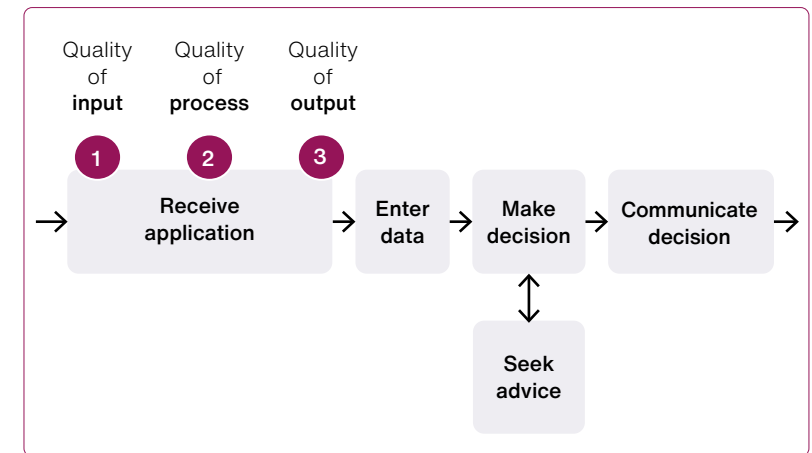 Quality
of
input
Quality
of
process
Quality
of
output
1
2
3
Receive
application
Enter
data
Make
decision
Communicate
decision
Seek
advice